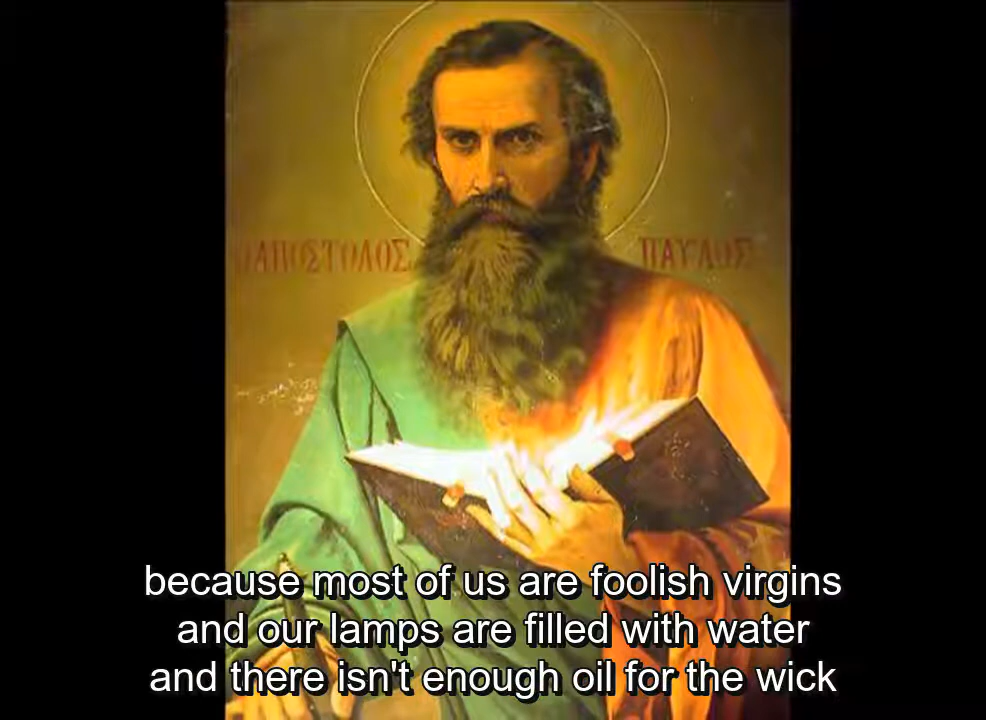 ὉἈΠΟΣΤΟΛΟΣ ΠΑΥΛΟΣ
because most of us are foolish virgins
and our lamps are filled with water
and there isn't enough oil for the wick